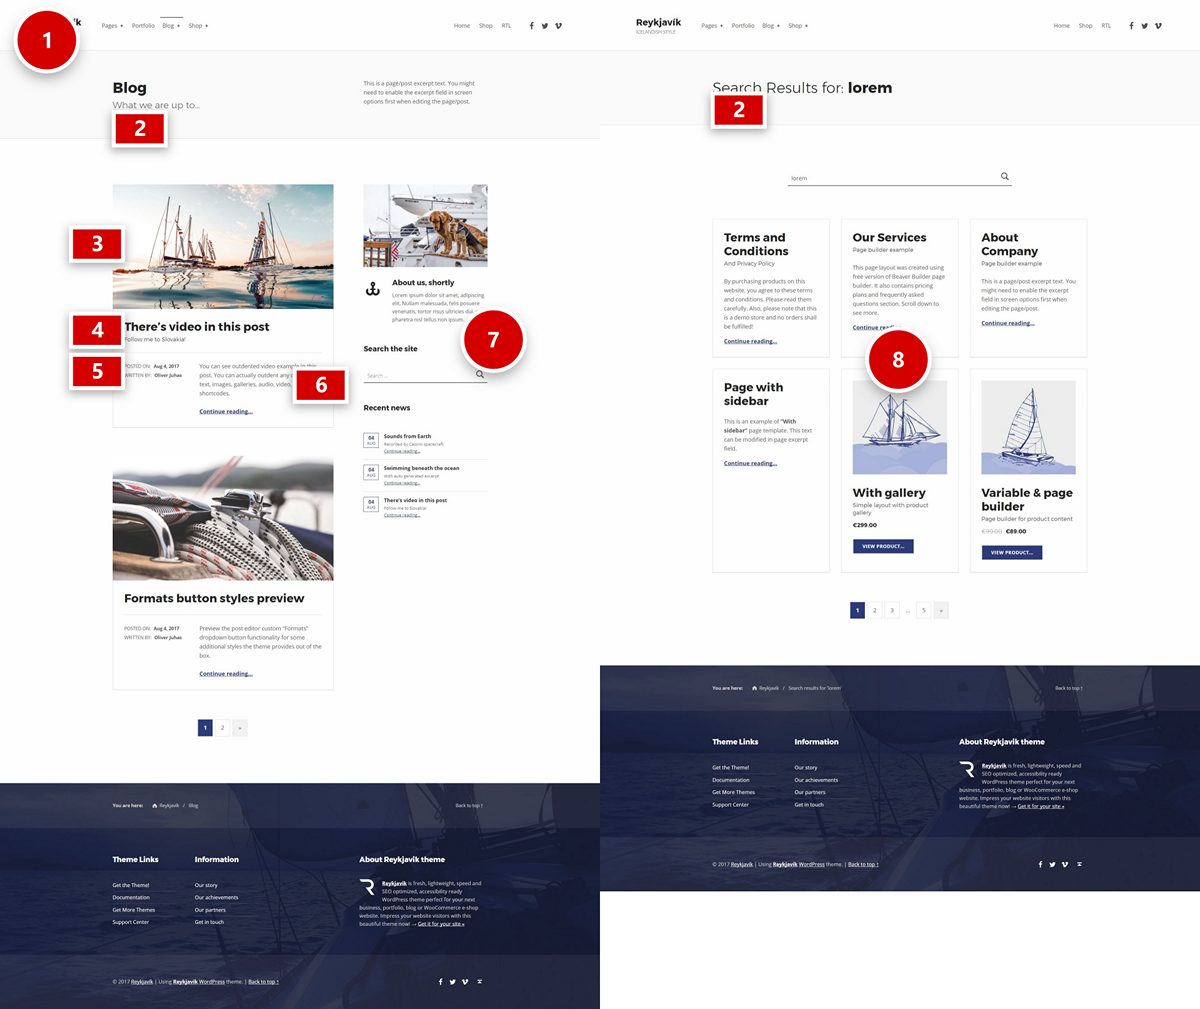 1
Pages
Portfolio
Blog
Shop
Home
Shop
RTL
Blog
What we are up to...
This is a page/post excerpt text. You might
need to enable the excerpt field in screen
options first when editing the page/post.
2
3
4
There's video in this post
Follow me to Slovakia!
5
POSTED ON: Aug 4, 2017
WRITTEN BY: Oliver Juhas
You can see outdented video example in this
post. You can actually outdent any
text, images, galleries, audio, video,
shortcodes.
6
Continue reading...
Formats button styles preview
POSTED ON: Aug 4, 2017
WRITTEN BY: Oliver Juhas
Preview the post editor custom "Formats"
dropdown button functionality for some
additional styles the theme provides out of the
box.
Continue reading...
1 2 »
About us, shortly
Lorem ipsum dolor sit amet, adipiscing
elit. Nullam malesuada, felis posuere
venenatis, tortor risus ultricies dui,
pharetra nisl tellus non ipsum.
7
Search the site
Search ...
Recent news
04
AUG
Sounds from Earth
Recorded by Cassini spacecraft
Continue reading...
04
AUG
Swimming beneath the ocean
With auto generated excerpt
Continue reading...
04
AUG
There's video in this post
Follow me to Slovakia!
Continue reading...
You are here: Reykjavik / Blog
Back to top ↑
Theme Links
Get the Theme!
Documentation
Get More Themes
Support Center
Information
Our story
Our achievements
Our partners
Get in touch
About Reykjavik theme
Reykjavik is fresh, lightweight, speed and
SEO optimized, accessibility ready
WordPress theme perfect for your next
business, portfolio, blog or WooCommerce e-shop
website. Impress your website visitors with this
beautiful theme now! → Get it for your site »
© 2017 Reykjavik | Using Reykjavik WordPress theme. | Back to top ↑
Reykjavík
ICELANDISH STYLE
Pages
Portfolio
Blog
Shop
Home
Shop
RTL
Search Results for: lorem
2
lorem
Terms and
Conditions
And Privacy Policy
By purchasing products on this
website, you agree to these terms
and conditions. Please read them
carefully. Also, please note that this
is a demo store and no orders shall
be fulfilled!
Continue reading...
Our Services
Page builder example
This page layout was created using
free version of Beaver Builder page
builder. It also contains pricing
plans and frequently asked
questions section. Scroll down to
see more.
Continue
8
About
Company
Page builder example
This is a page/post excerpt text. You
might need to enable the excerpt
field in screen options first when
editing the page/post.
Continue reading...
Page with
sidebar
This is an example of "With
sidebar" page template. This text
can be modified in page excerpt
field.
Continue reading...
With gallery
Simple layout with product
gallery
€299.00
VIEW PRODUCT...
Variable & page
builder
Page builder for product content
€99.00 €89.00
VIEW PRODUCT...
1 2 3 ... 5 »
You are here: Reykjavik / Search results for 'lorem'
Back to top ↑
Theme Links
Get the Theme!
Documentation
Get More Themes
Support Center
Information
Our story
Our achievements
Our partners
Get in touch
About Reykjavik theme
Reykjavik is fresh, lightweight, speed and
SEO optimized, accessibility ready
WordPress theme perfect for your next
business, portfolio, blog or WooCommerce e-shop
website. Impress your website visitors with this
beautiful theme now! → Get it for your site »
© 2017 Reykjavik | Using Reykjavik WordPress theme. | Back to top ↑